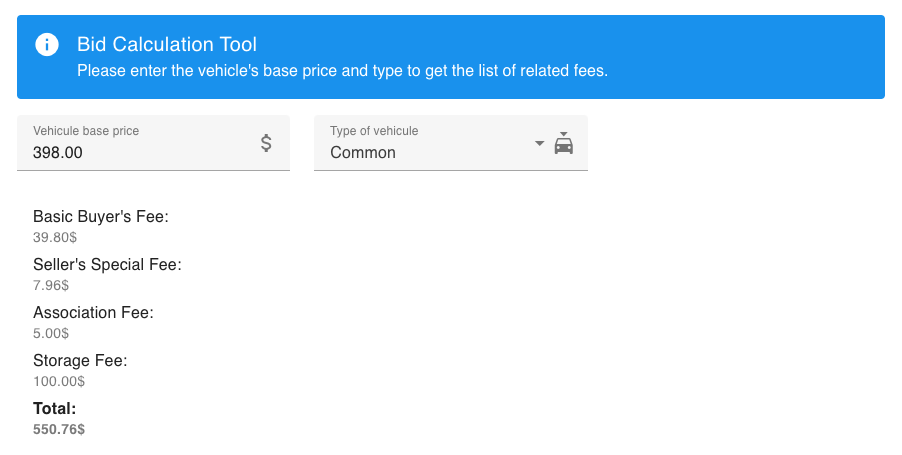 Bid Calculation Tool
Please enter the vehicle's base price and type to get the list of related fees.
Vehicule base price
398.00
$
Type of vehicule
Common
Basic Buyer's Fee:
39.80$
Seller's Special Fee:
7.96$
Association Fee:
5.00$
Storage Fee:
100.00$
Total:
550.76$